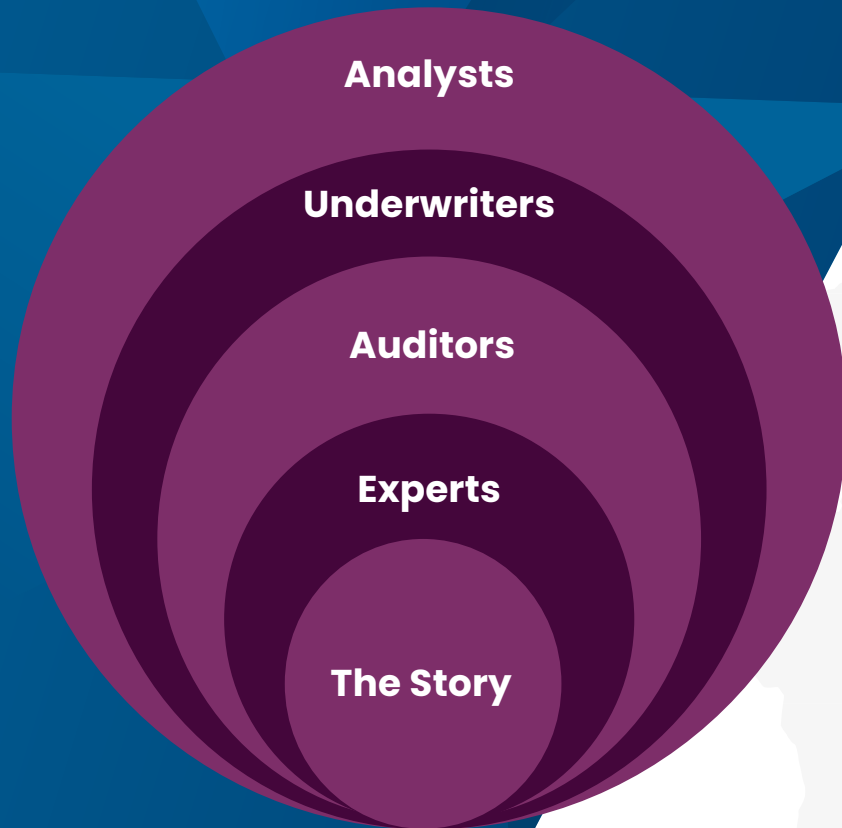 Analysts
Underwriters
Auditors
Experts
The Story